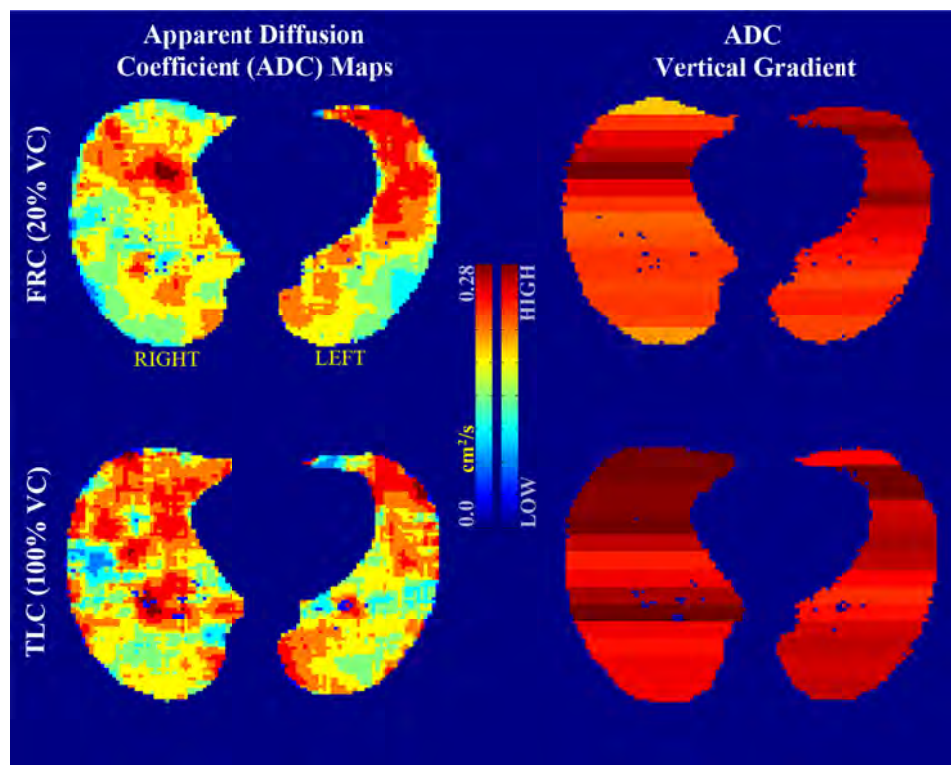 Apparent Diffusion
Coefficient (ADC) Maps
ADC
Vertical Gradient
FRC (20% VC)
RIGHT
LEFT
0.28
HIGH
cm²/s
0.0
LOW
TLC (100% VC)